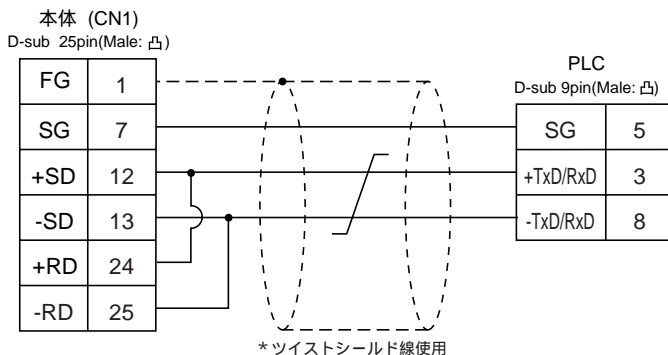 本体 (CN1)
D-sub 25pin(Male: 凸)
FG 1
SG 7
+SD 12
-SD 13
+RD 24
-RD 25
PLC
D-sub 9pin(Male: 凸)
SG 5
+TxD/RxD 3
-TxD/RxD 8
*ツイストシールド線使用